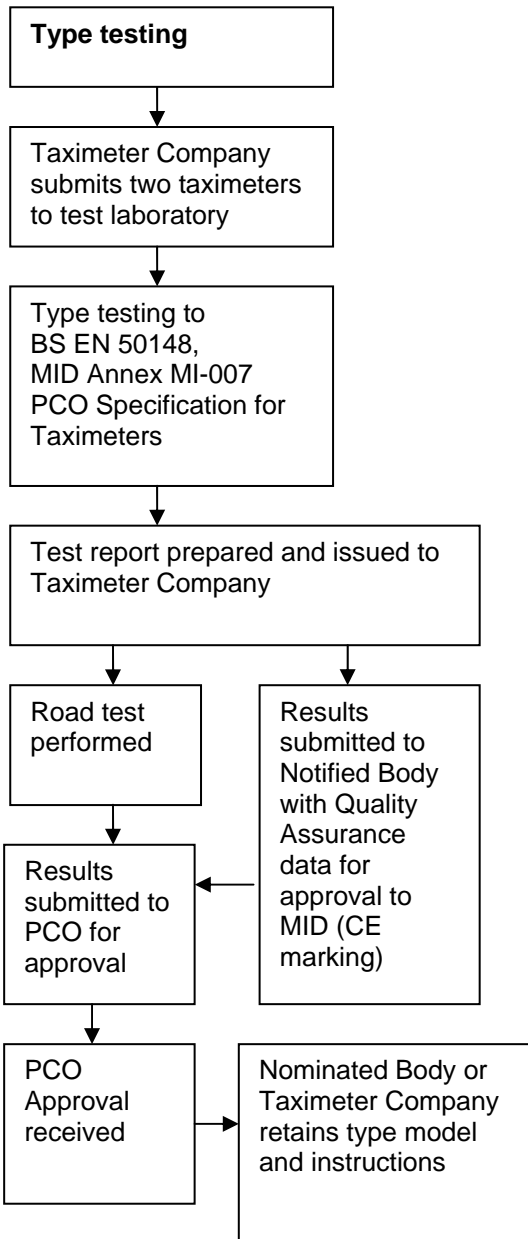 Type testing
Taximeter Company
submits two taximeters
to test laboratory
Type testing to
BS EN 50148,
MID Annex MI-007
PCO Specification for
Taximeters
Test report prepared and issued to
Taximeter Company
Road test
performed
Results
submitted to
Notified Body
with Quality
Assurance
data for
approval to
MID (CE
marking)
Results
submitted to
PCO for
approval
PCO
Approval
received
Nominated Body or
Taximeter Company
retains type model
and instructions